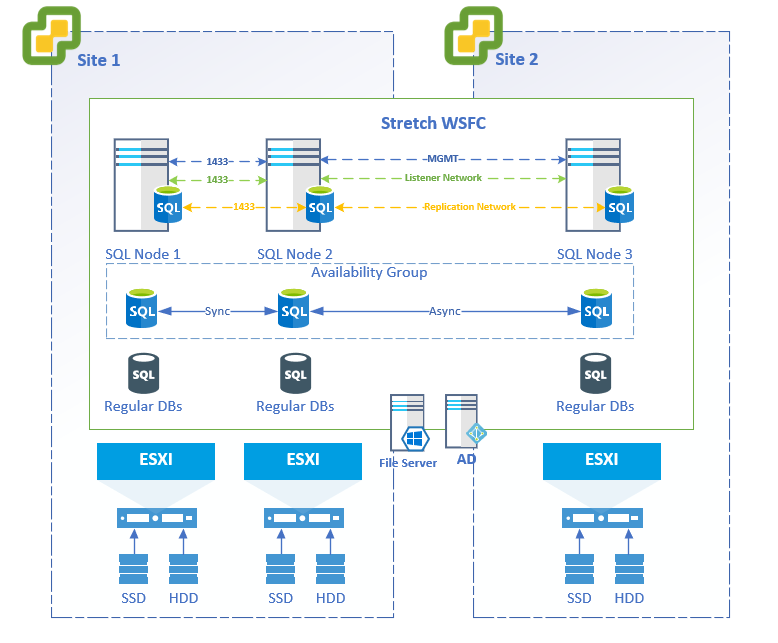 Site 1
Site 2
Stretch WSFC
1433
MGMT
1433
Listener Network
SQL
1433
SQL
Replication Network
SQL
SQL Node 1
SQL Node 2
SQL Node 3
Availability Group
SQL
Sync
SQL
Async
SQL
SQL
SQL
SQL
Regular DBs
Regular DBs
Regular DBs
File Server
AD
ESXI
ESXI
ESXI
SSD
HDD
SSD
HDD
SSD
HDD